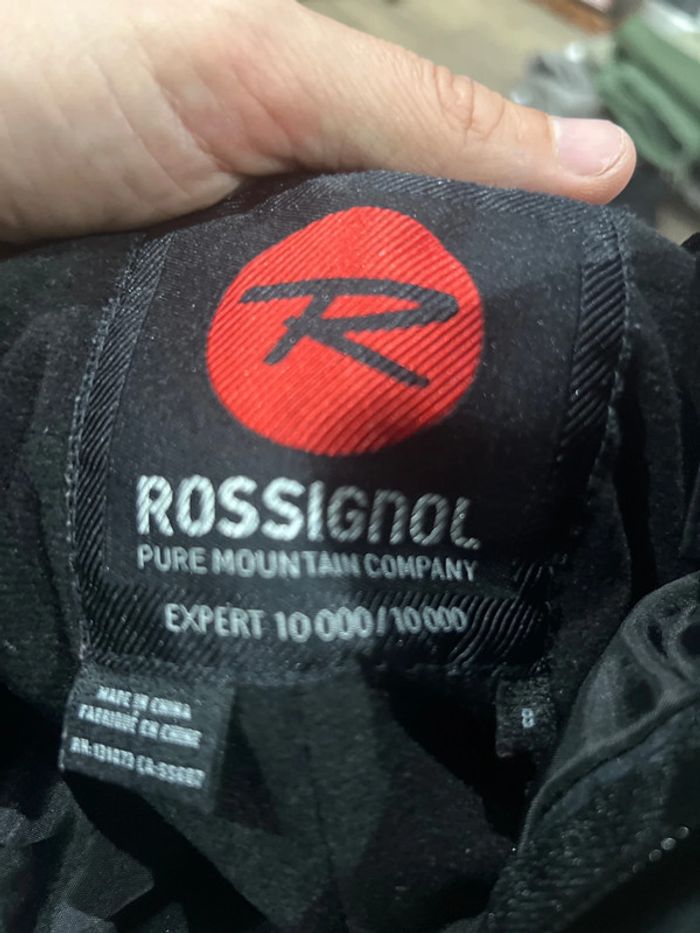 R
ROSSIGNOL
PURE MOUNTAIN COMPANY
EXPERT 10 000/10 000
MADE IN CHINA
FABRIQUÉ EN CHINE
8